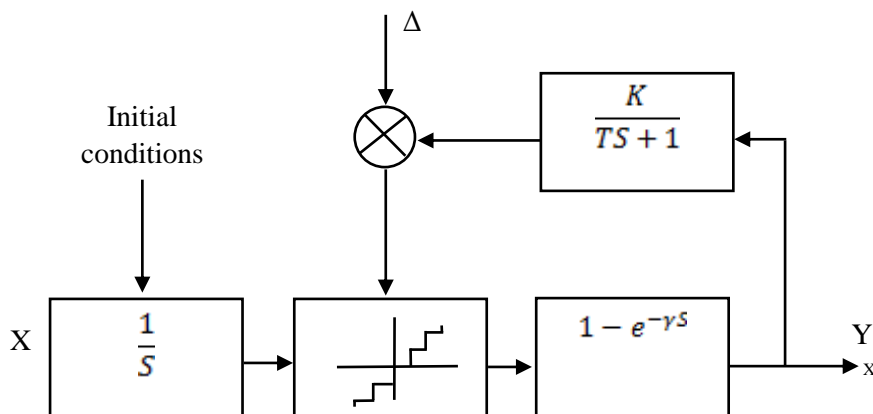 Δ
K
TS + 1
Initial
conditions
X
1
S
1 − e^{−γS}
Y
x